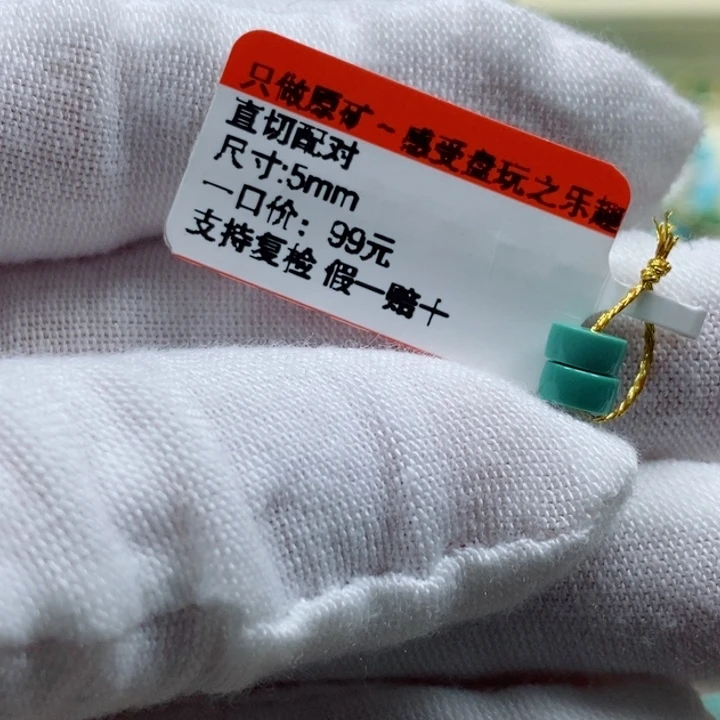 只做原矿~感受盘玩之乐趣
直切配对
尺寸:5mm
一口价：99元
支持复检 假一赔十